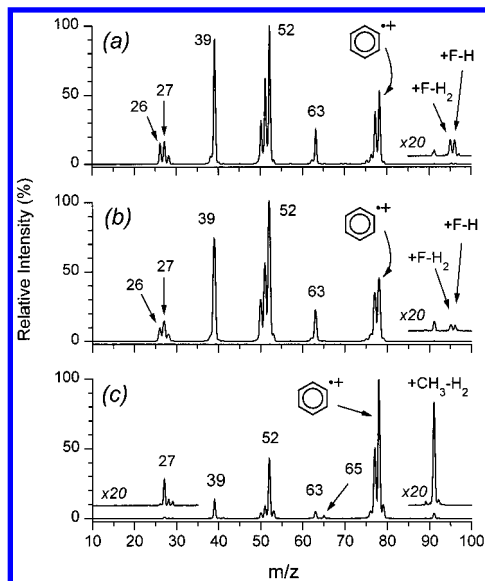 Relative Intensity (%)
(a)
100
50
0
26
27
39
52
63
•+
+F-H
+F-H2
x20
(b)
100
50
0
26
27
39
52
63
•+
+F-H
+F-H2
x20
(c)
100
50
0
x20
27
39
52
63
65
•+
+CH3-H2
x20
10 20 30 40 50 60 70 80 90 100
m/z